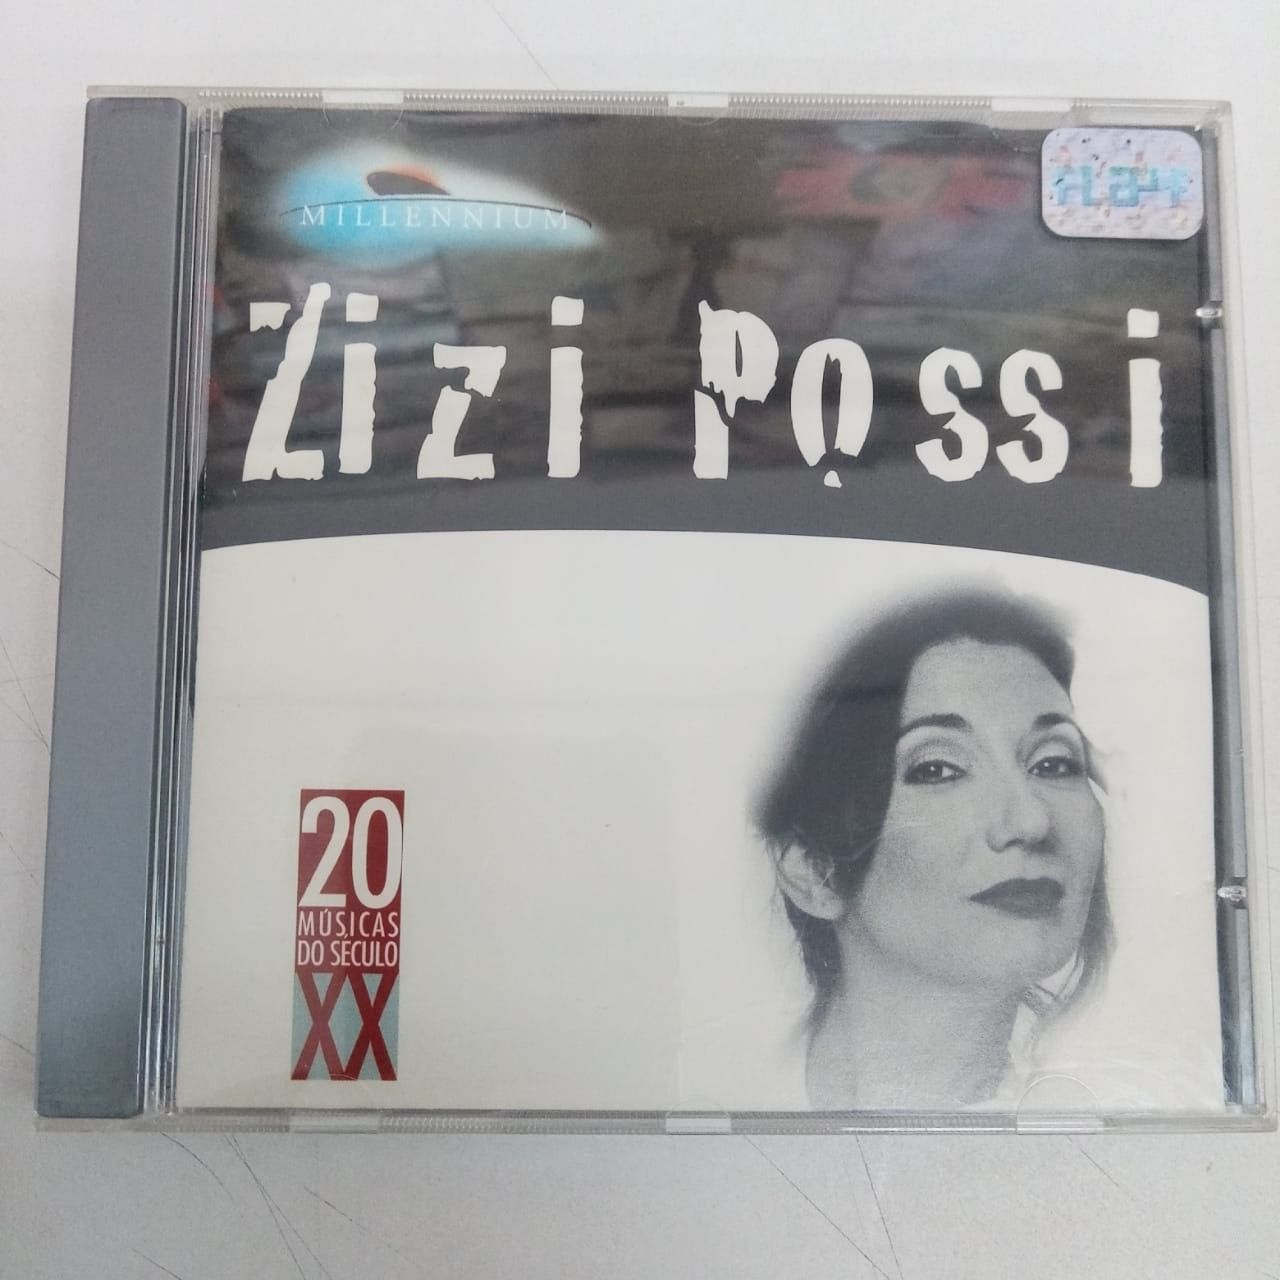 MILLENNIUM
Zizi Possi
20
MÚSICAS
DO SÉCULO
XX